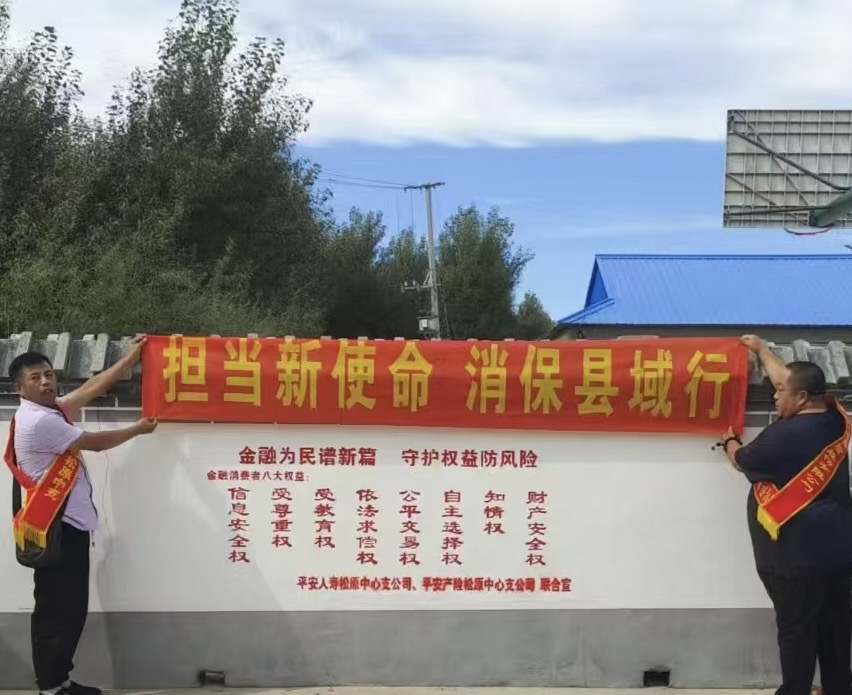 担当新使命 消保县域行
金融为民谱新篇 守护权益防风险
金融消费者八大权益:
信息安全权
受尊重权
受教育权
依法求偿权
公平交易权
自主选择权
知情权
财产安全权
平安人寿松原中心支公司、平安产险松原中心支公司 联合宣